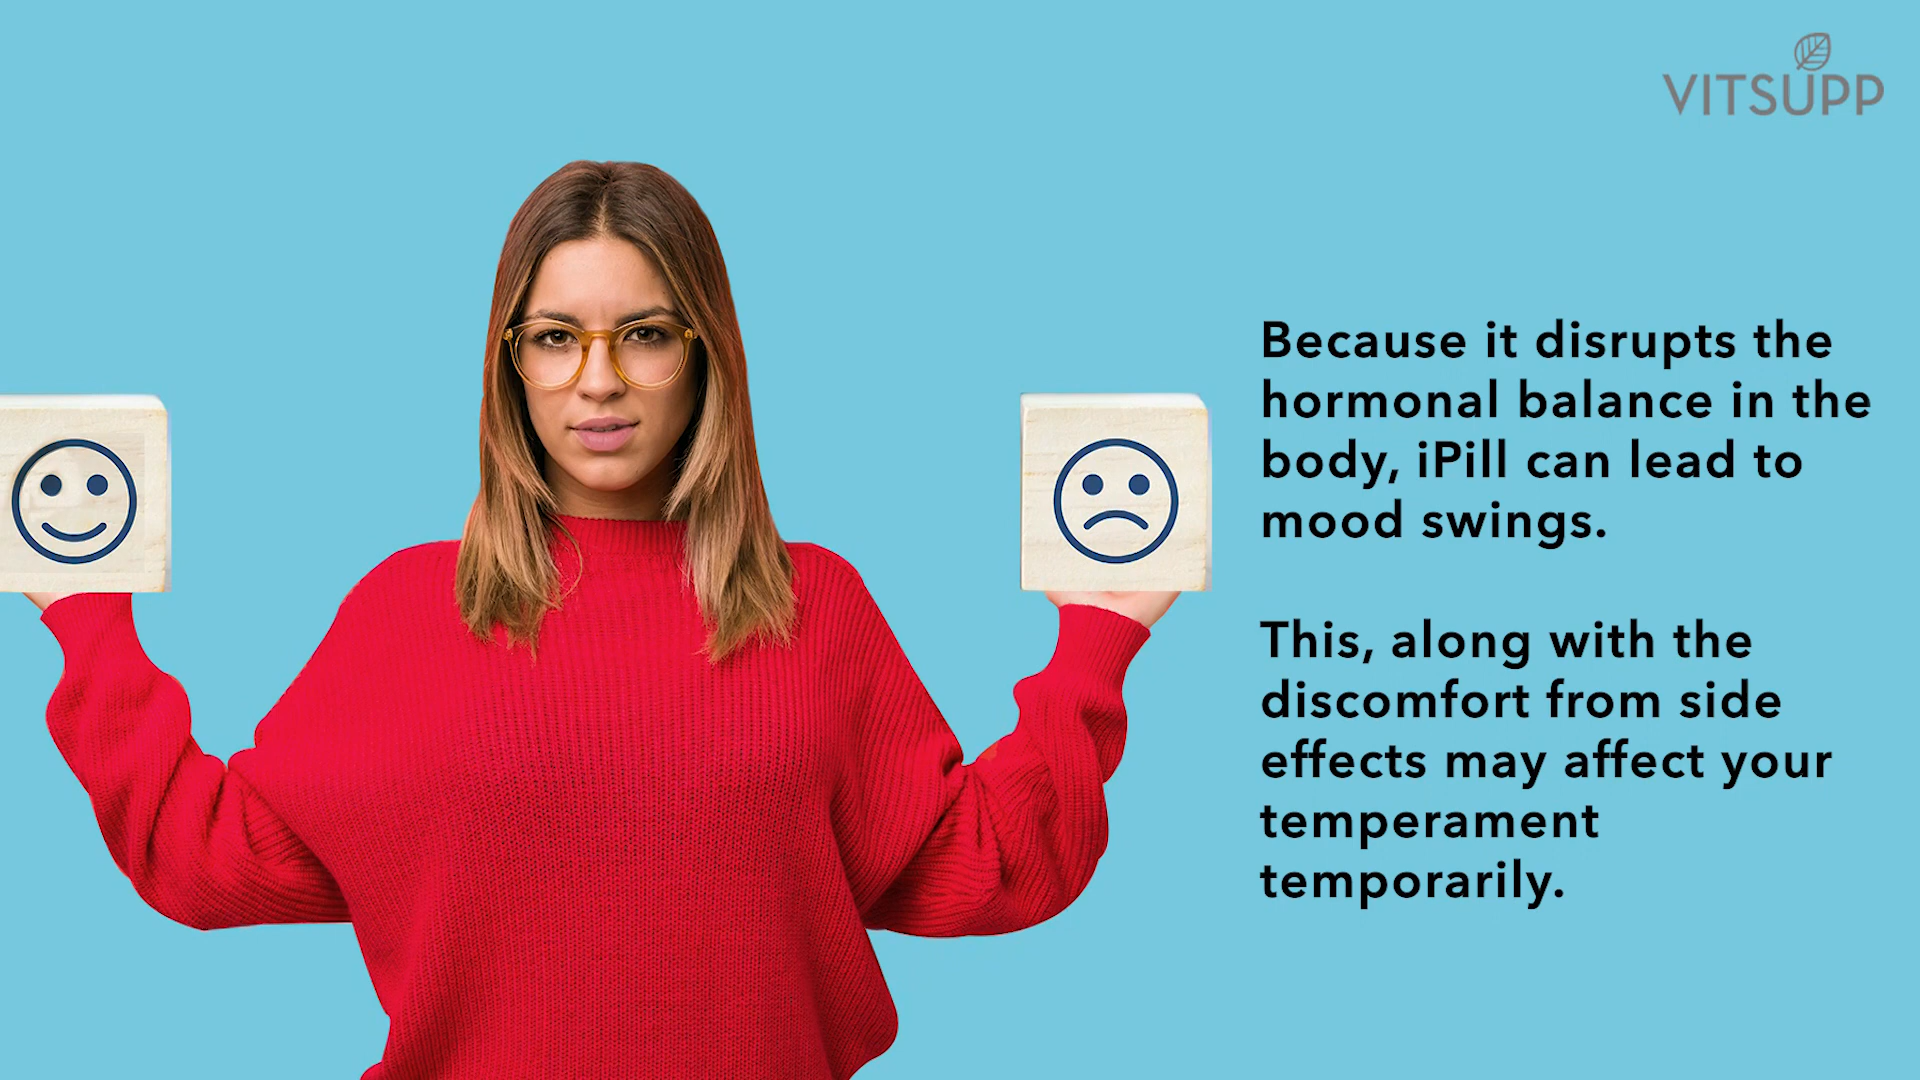 VITSUPP
Because it disrupts the
hormonal balance in the
body, iPill can lead to
mood swings.
This, along with the
discomfort from side
effects may affect your
temperament
temporarily.